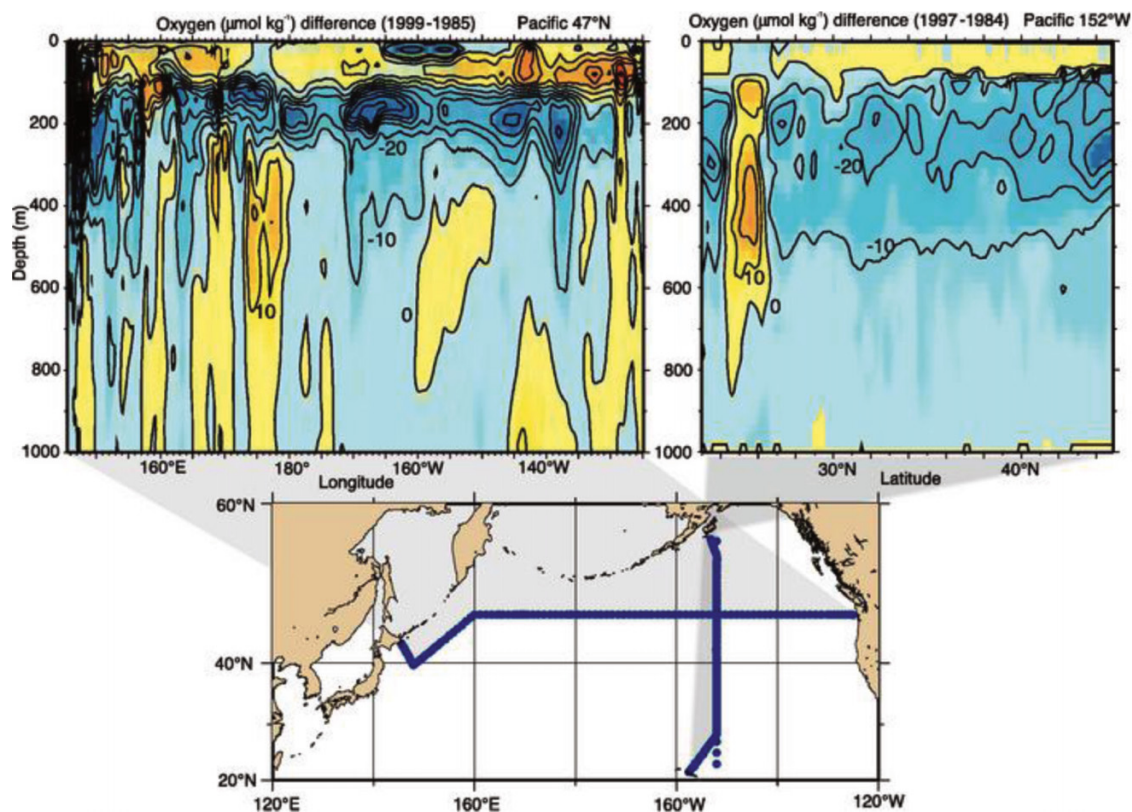 Oxygen (µmol kg⁻¹) difference (1999-1985) Pacific 47°N
Oxygen (µmol kg⁻¹) difference (1997-1984) Pacific 152°W
0
200
400
600
800
1000
Depth (m)
-20
-10
10
0
160°E
180°
160°W
140°W
Longitude
0
200
400
600
800
1000
-20
-10
10
0
30°N
40°N
Latitude
60°N
40°N
20°N
120°E
160°E
160°W
120°W